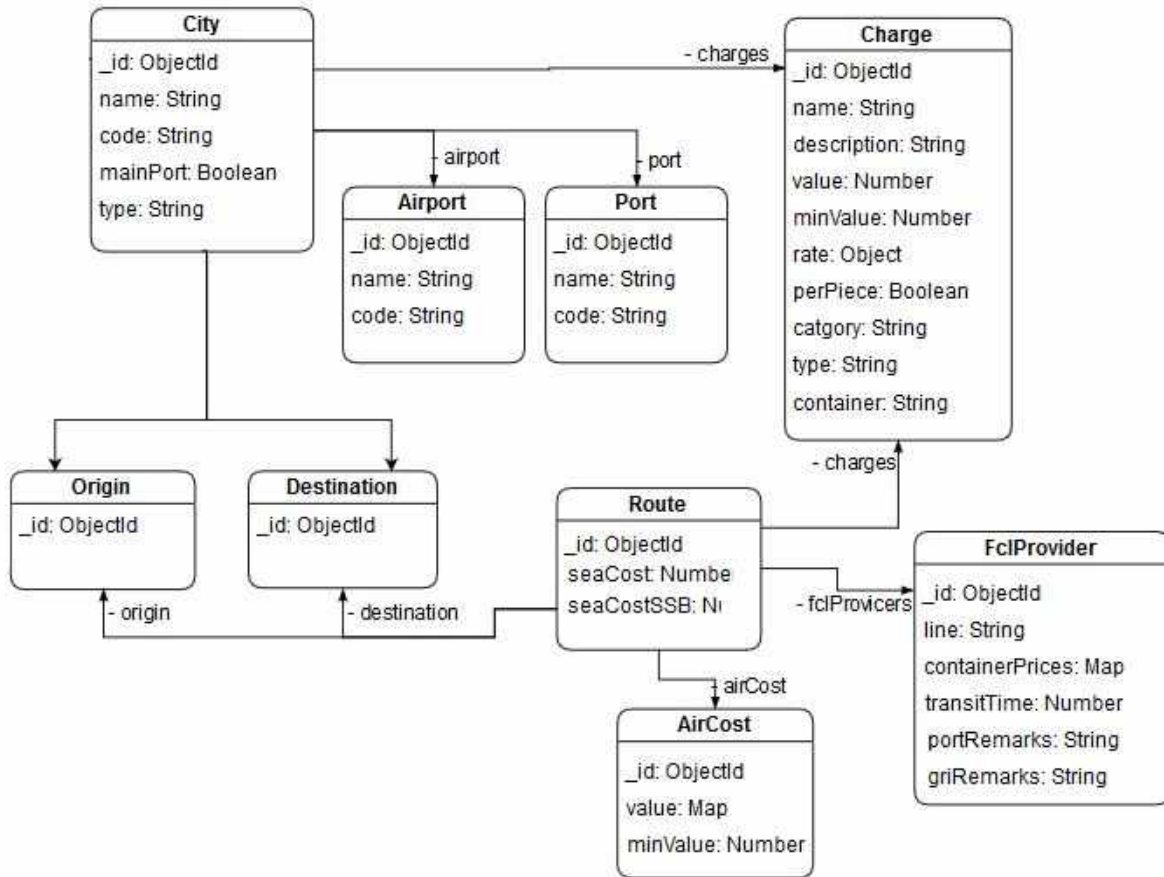 City
_id: ObjectId
name: String
code: String
mainPort: Boolean
type: String
- charges
Charge
_id: ObjectId
name: String
description: String
value: Number
minValue: Number
rate: Object
perPiece: Boolean
catgory: String
type: String
container: String
- airport
- port
Airport
_id: ObjectId
name: String
code: String
Port
_id: ObjectId
name: String
code: String
Origin
_id: ObjectId
Destination
_id: ObjectId
- origin
- destination
Route
_id: ObjectId
seaCost: Numbe
seaCostSSB: Nu
- charges
- fclProvicers
FclProvider
_id: ObjectId
line: String
containerPrices: Map
transitTime: Number
portRemarks: String
griRemarks: String
- airCost
AirCost
_id: ObjectId
value: Map
minValue: Number